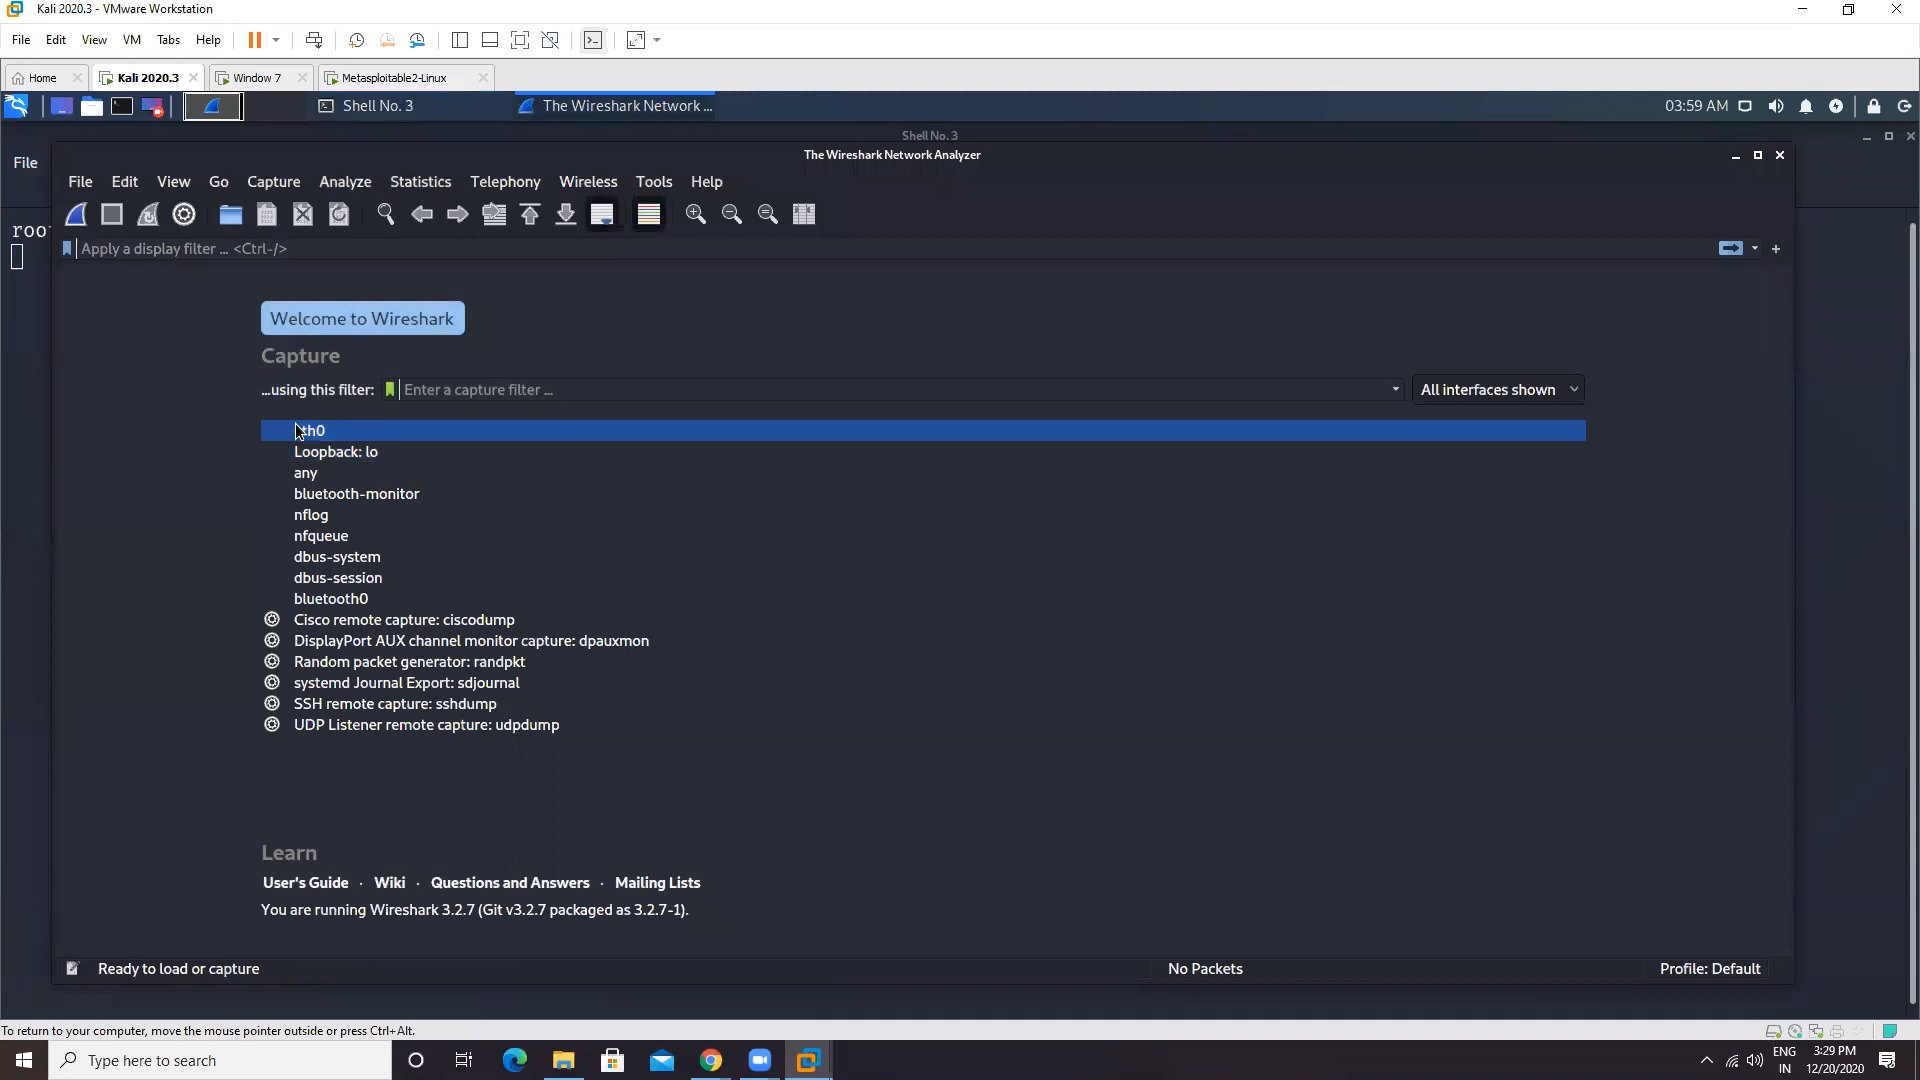 Kali 2020.3 - VMware Workstation
File Edit View VM Tabs Help
Home Kali 2020.3 Window 7 Metasploitable2-Linux
Shell No. 3 The Wireshark Network ... 03:59 AM
Shell No. 3
File
The Wireshark Network Analyzer
File Edit View Go Capture Analyze Statistics Telephony Wireless Tools Help
Apply a display filter ... <Ctrl-/>
Welcome to Wireshark
Capture
...using this filter: Enter a capture filter ... All interfaces shown
Loopback: lo
any
bluetooth-monitor
nflog
nfqueue
dbus-system
dbus-session
bluetooth0
Cisco remote capture: ciscodump
DisplayPort AUX channel monitor capture: dpauxmon
Random packet generator: randpkt
systemd Journal Export: sdjournal
SSH remote capture: sshdump
UDP Listener remote capture: udpdump
Learn
User's Guide · Wiki · Questions and Answers · Mailing Lists
You are running Wireshark 3.2.7 (Git v3.2.7 packaged as 3.2.7-1).
Ready to load or capture No Packets Profile: Default
To return to your computer, move the mouse pointer outside or press Ctrl+Alt.
Type here to search
ENG 3:29 PM
IN 12/20/2020